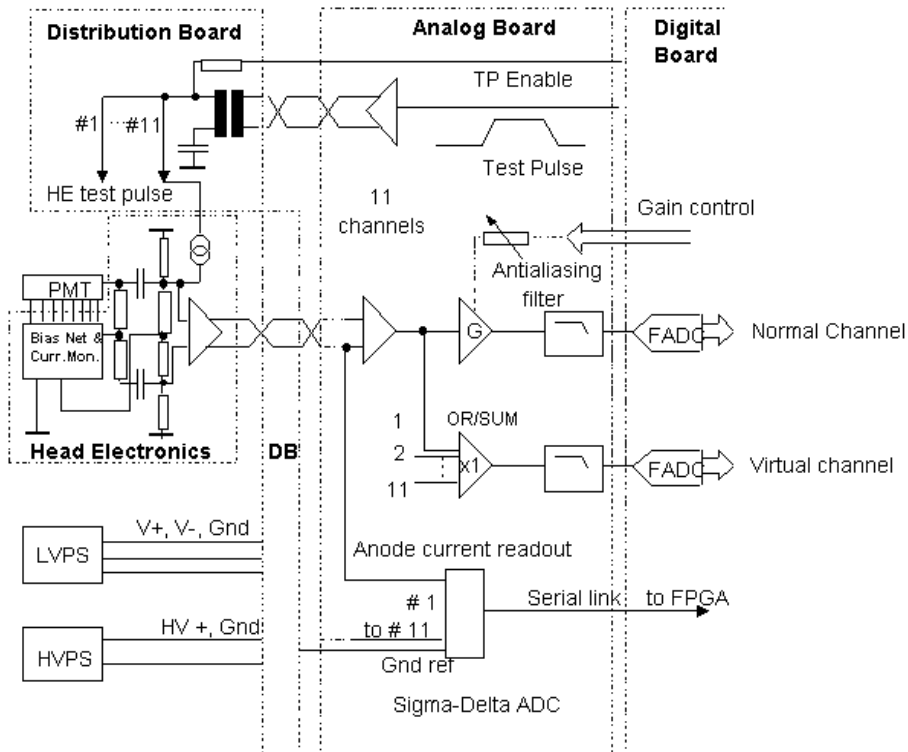 Distribution Board
Analog Board
Digital
Board
TP Enable
#1 ... #11
Test Pulse
HE test pulse
11
channels
Gain control
Antialiasing
filter
PMT
Bias Net &
Curr.Mon.
G
FADC
Normal Channel
1
OR/SUM
2
x1
11
FADC
Virtual channel
Head Electronics
DB
V+, V-, Gnd
LVPS
Anode current readout
# 1
Serial link
to FPGA
HV +, Gnd
to # 11
HVPS
Gnd ref
Sigma-Delta ADC